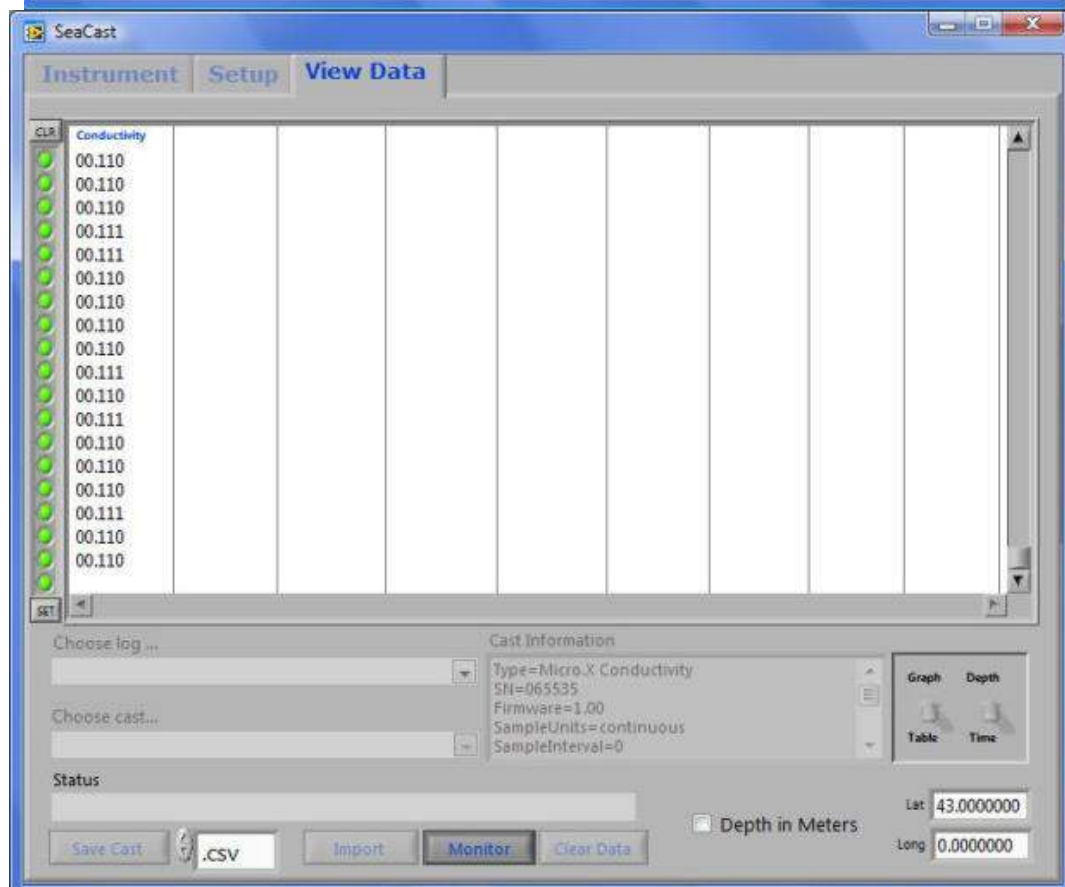 SeaCast
Instrument Setup View Data
CLR
Conductivity
00.110
00.110
00.110
00.111
00.111
00.110
00.110
00.110
00.110
00.111
00.110
00.111
00.110
00.110
00.110
00.111
00.110
00.110
SET
Choose log ...
Cast Information
Type=Micro.X Conductivity
SN=065535
Firmware=1.00
SampleUnits=continuous
SampleInterval=0
Choose cast...
Graph Depth
Table Time
Status
Depth in Meters
Lat 43.0000000
Long 0.0000000
Save Cast .CSV Import Monitor Clear Data